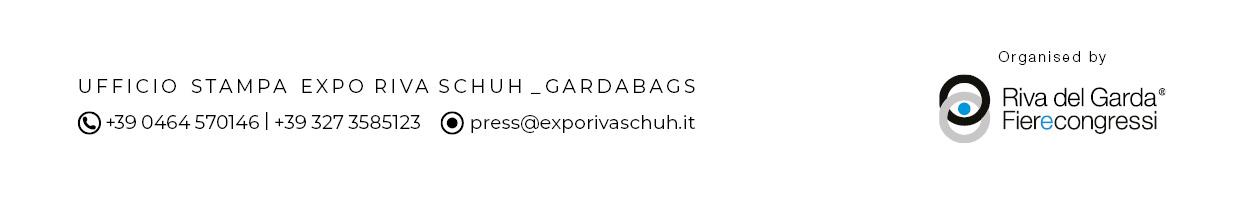 UFFICIO STAMPA EXPO RIVA SCHUH _GARDABAGS
+39 0464 570146 | +39 327 3585123 press@exporivaschuh.it
Organised by
Riva del Garda®
Fierecongressi